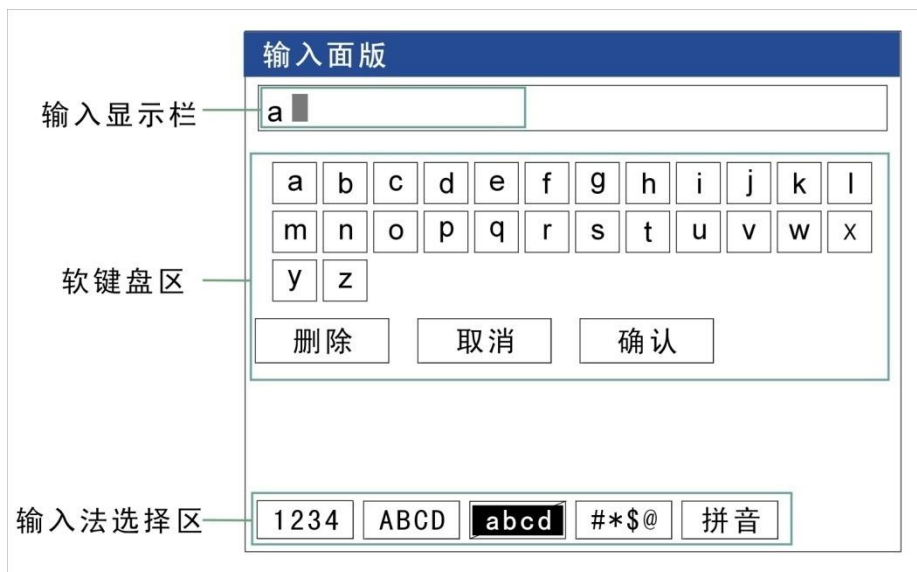 输入面版
输入显示栏
a
a b c d e f g h i j k l
m n o p q r s t u v w x
软键盘区
y z
删除 取消 确认
输入法选择区
1234 ABCD abcd #*$@ 拼音